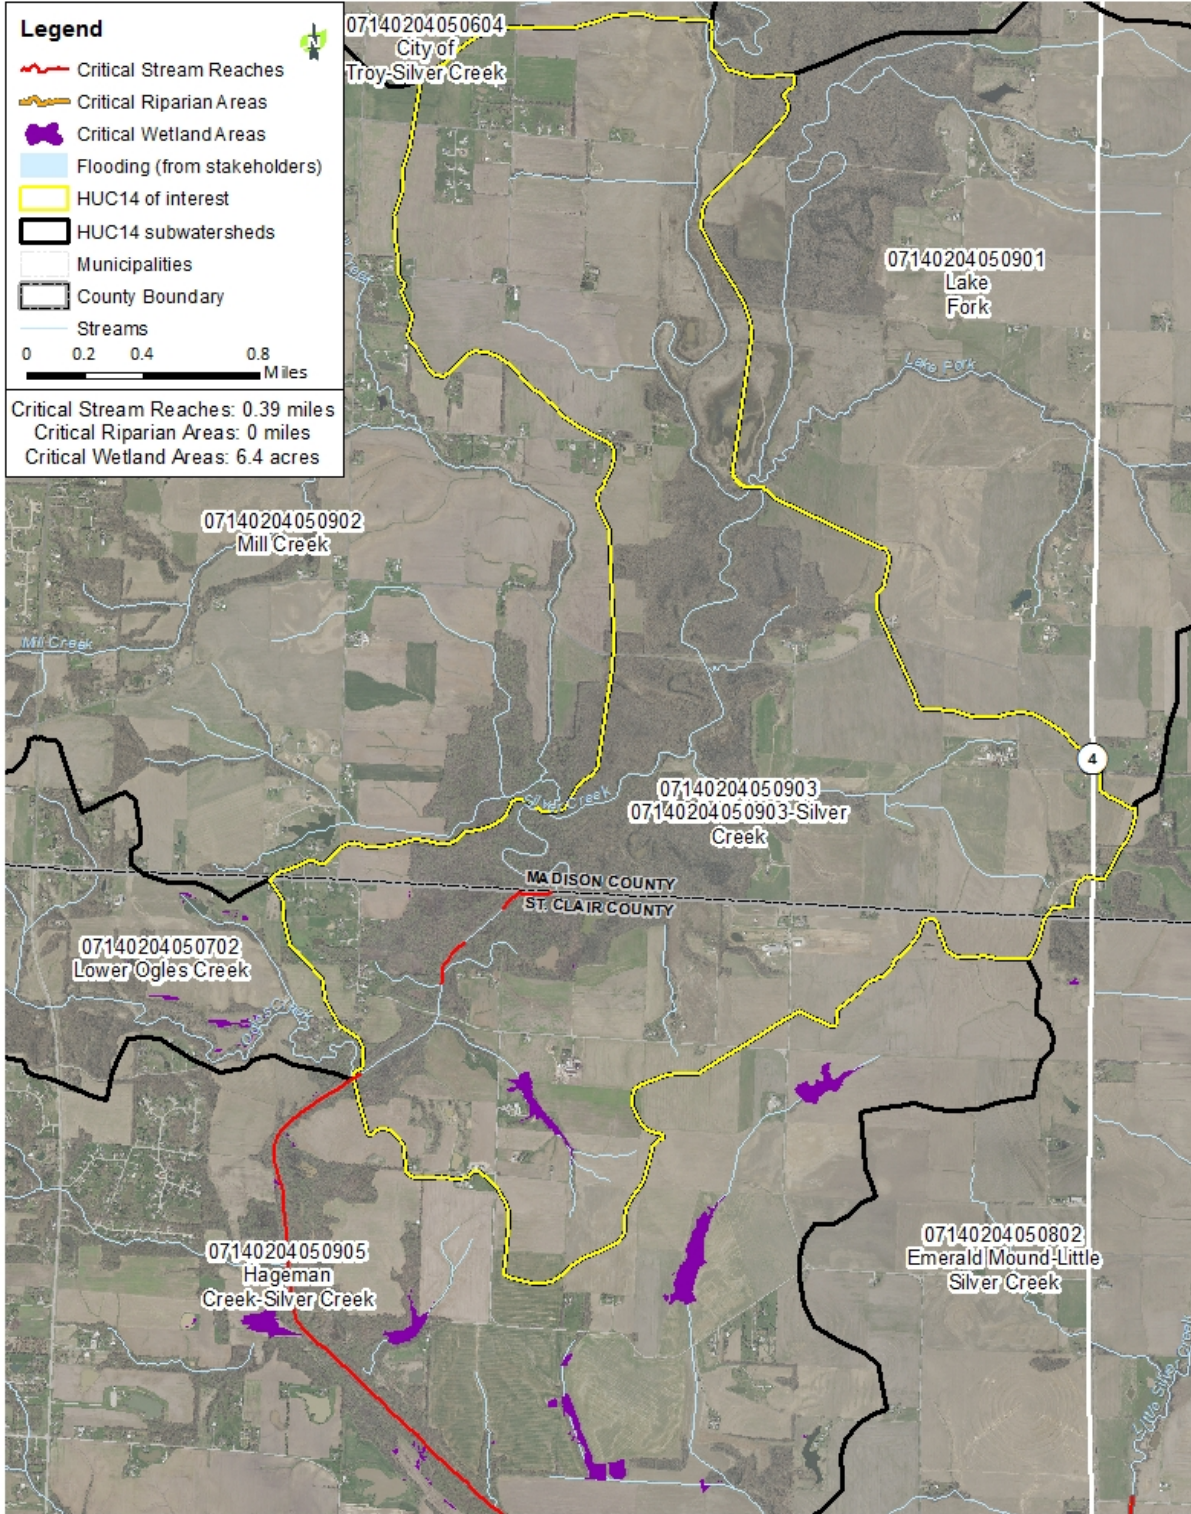 Legend
N
Critical Stream Reaches
Critical Riparian Areas
Critical Wetland Areas
Flooding (from stakeholders)
HUC14 of interest
HUC14 subwatersheds
Municipalities
County Boundary
Streams
0 0.2 0.4 0.8
Miles
Critical Stream Reaches: 0.39 miles
Critical Riparian Areas: 0 miles
Critical Wetland Areas: 6.4 acres
07140204050604
City of
Troy-Silver Creek
07140204050901
Lake
Fork
Creek
Lake Fork
07140204050902
Mill Creek
Mill Creek
4
Silver Creek
07140204050903
07140204050903-Silver
Creek
MADISON COUNTY
ST. CLAIR COUNTY
07140204050702
Lower Ogles Creek
07140204050905
Hageman
Creek-Silver Creek
07140204050802
Emerald Mound-Little
Silver Creek